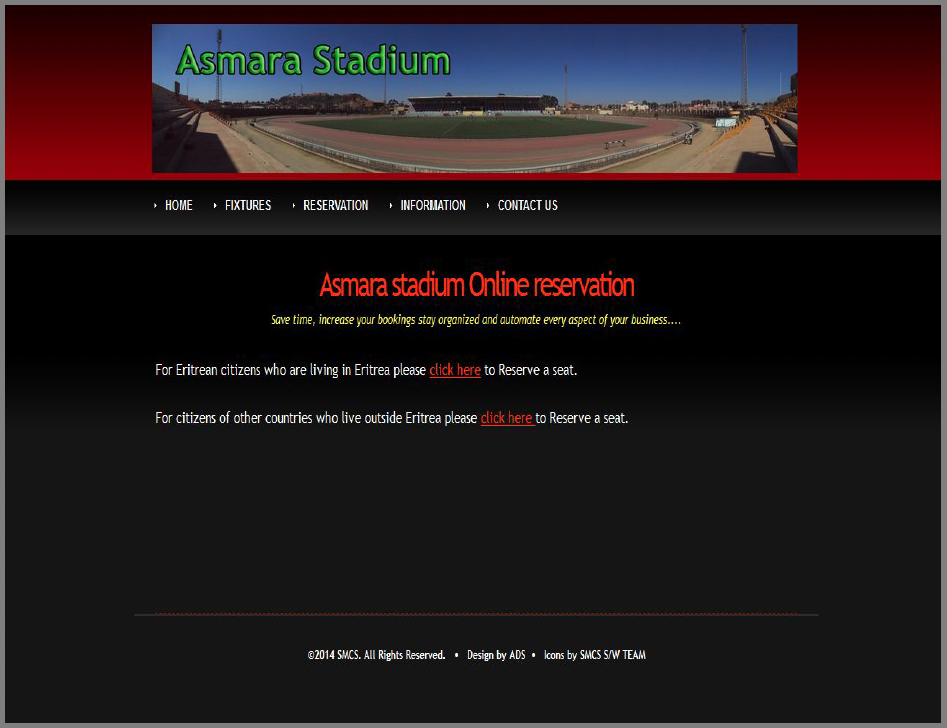 Asmara Stadium
HOME FIXTURES RESERVATION INFORMATION CONTACT US
Asmara stadium Online reservation
Save time, increase your bookings stay organized and automate every aspect of your business....
For Eritrean citizens who are living in Eritrea please click here to Reserve a seat.
For citizens of other countries who live outside Eritrea please click here to Reserve a seat.
©2014 SMCS. All Rights Reserved. • Design by ADS • Icons by SMCS S/W TEAM